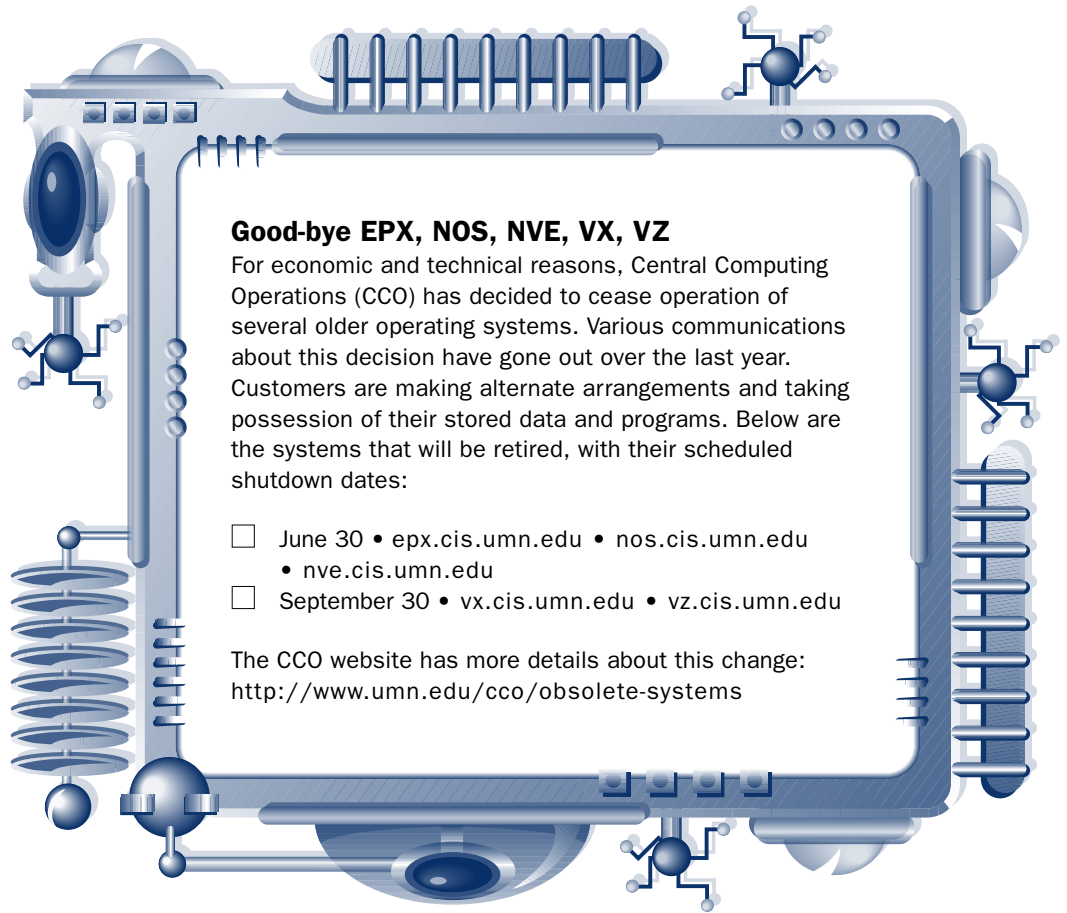 Good-bye EPX, NOS, NVE, VX, VZ
For economic and technical reasons, Central Computing
Operations (CCO) has decided to cease operation of
several older operating systems. Various communications
about this decision have gone out over the last year.
Customers are making alternate arrangements and taking
possession of their stored data and programs. Below are
the systems that will be retired, with their scheduled
shutdown dates:
☐ June 30 • epx.cis.umn.edu • nos.cis.umn.edu
• nve.cis.umn.edu
☐ September 30 • vx.cis.umn.edu • vz.cis.umn.edu
The CCO website has more details about this change:
http://www.umn.edu/cco/obsolete-systems